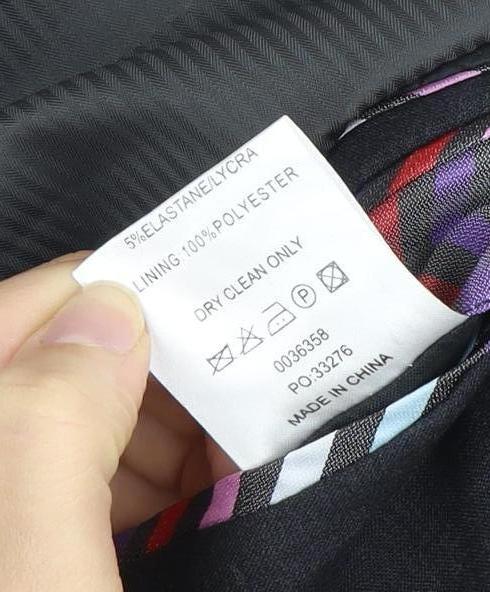 5%ELASTANE/LYCRA
LINING:100%POLYESTER
DRY CLEAN ONLY
P
0036358
PO:33276
MADE IN CHINA